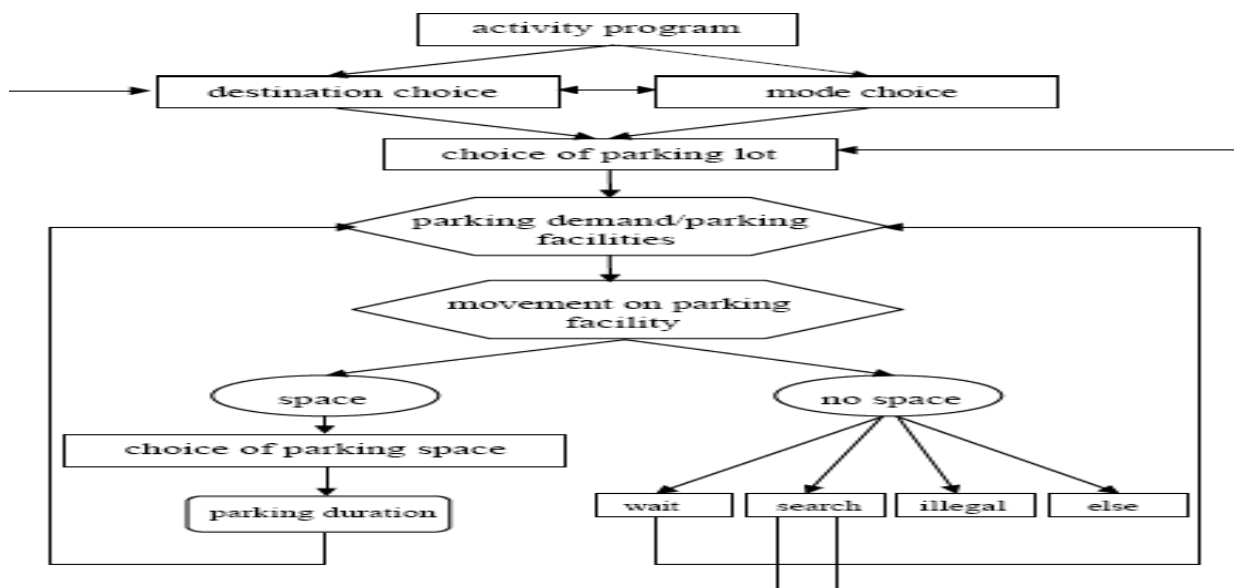 activity program
destination choice
mode choice
choice of parking lot
parking demand/parking
facilities
movement on parking
facility
space
no space
choice of parking space
parking duration
wait
search
illegal
else